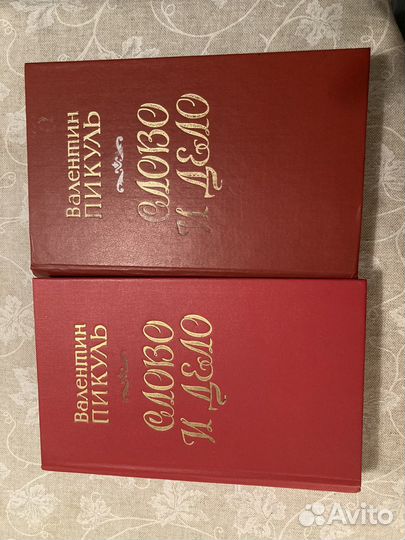 Валентин
ПИКУЛЬ
СЛОВО
И ДЕЛО
Валентин
ПИКУЛЬ
СЛОВО
И ДЕЛО
Avito